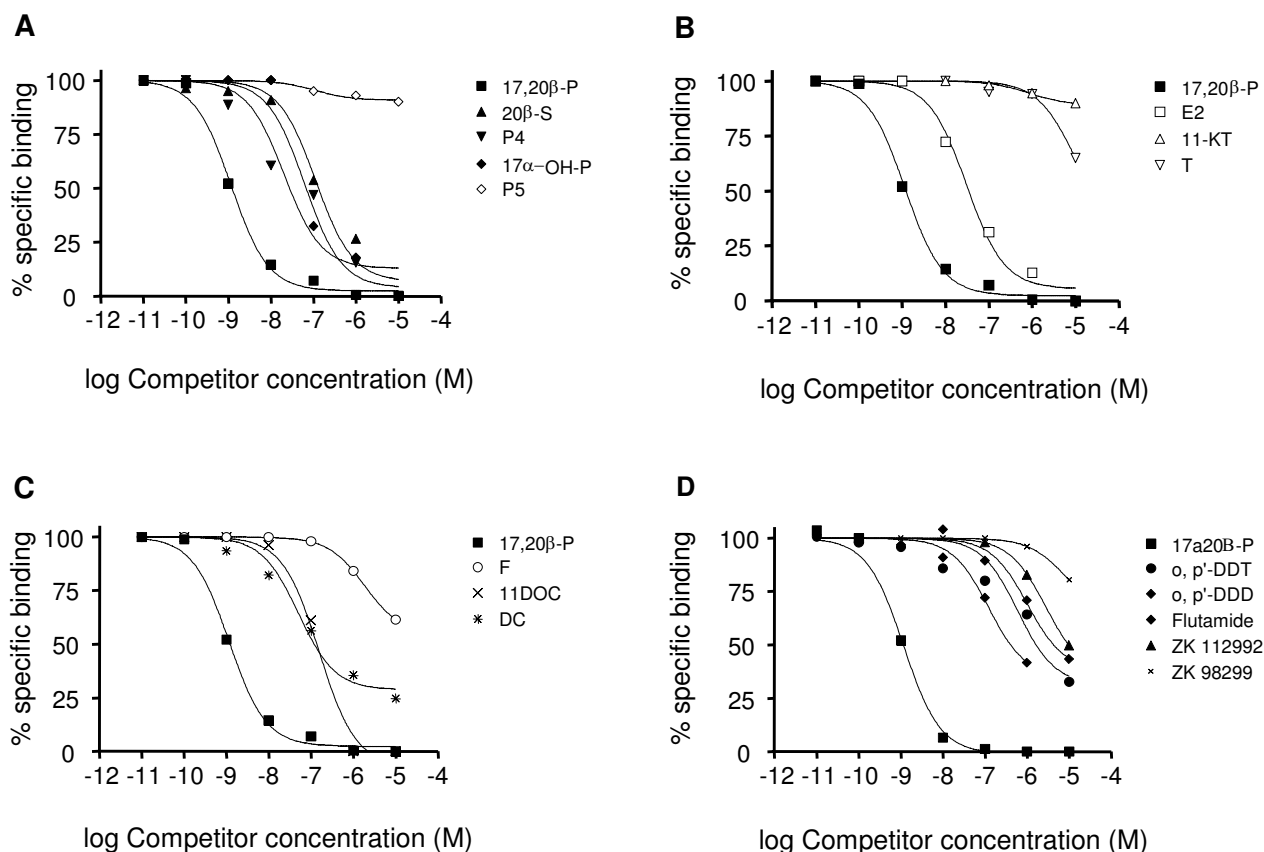 A
% specific binding
100
75
50
25
0
-12 -11 -10 -9 -8 -7 -6 -5 -4
log Competitor concentration (M)
17,20β-P
20β-S
P4
17α−OH-P
P5
B
% specific binding
100
75
50
25
0
-12 -11 -10 -9 -8 -7 -6 -5 -4
log Competitor concentration (M)
17,20β-P
E2
11-KT
T
C
% specific binding
100
75
50
25
0
-12 -11 -10 -9 -8 -7 -6 -5 -4
log Competitor concentration (M)
17,20β-P
F
11DOC
DC
D
% specific binding
100
75
50
25
0
-12 -11 -10 -9 -8 -7 -6 -5 -4
log Competitor concentration (M)
17a20B-P
o, p'-DDT
o, p'-DDD
Flutamide
ZK 112992
ZK 98299